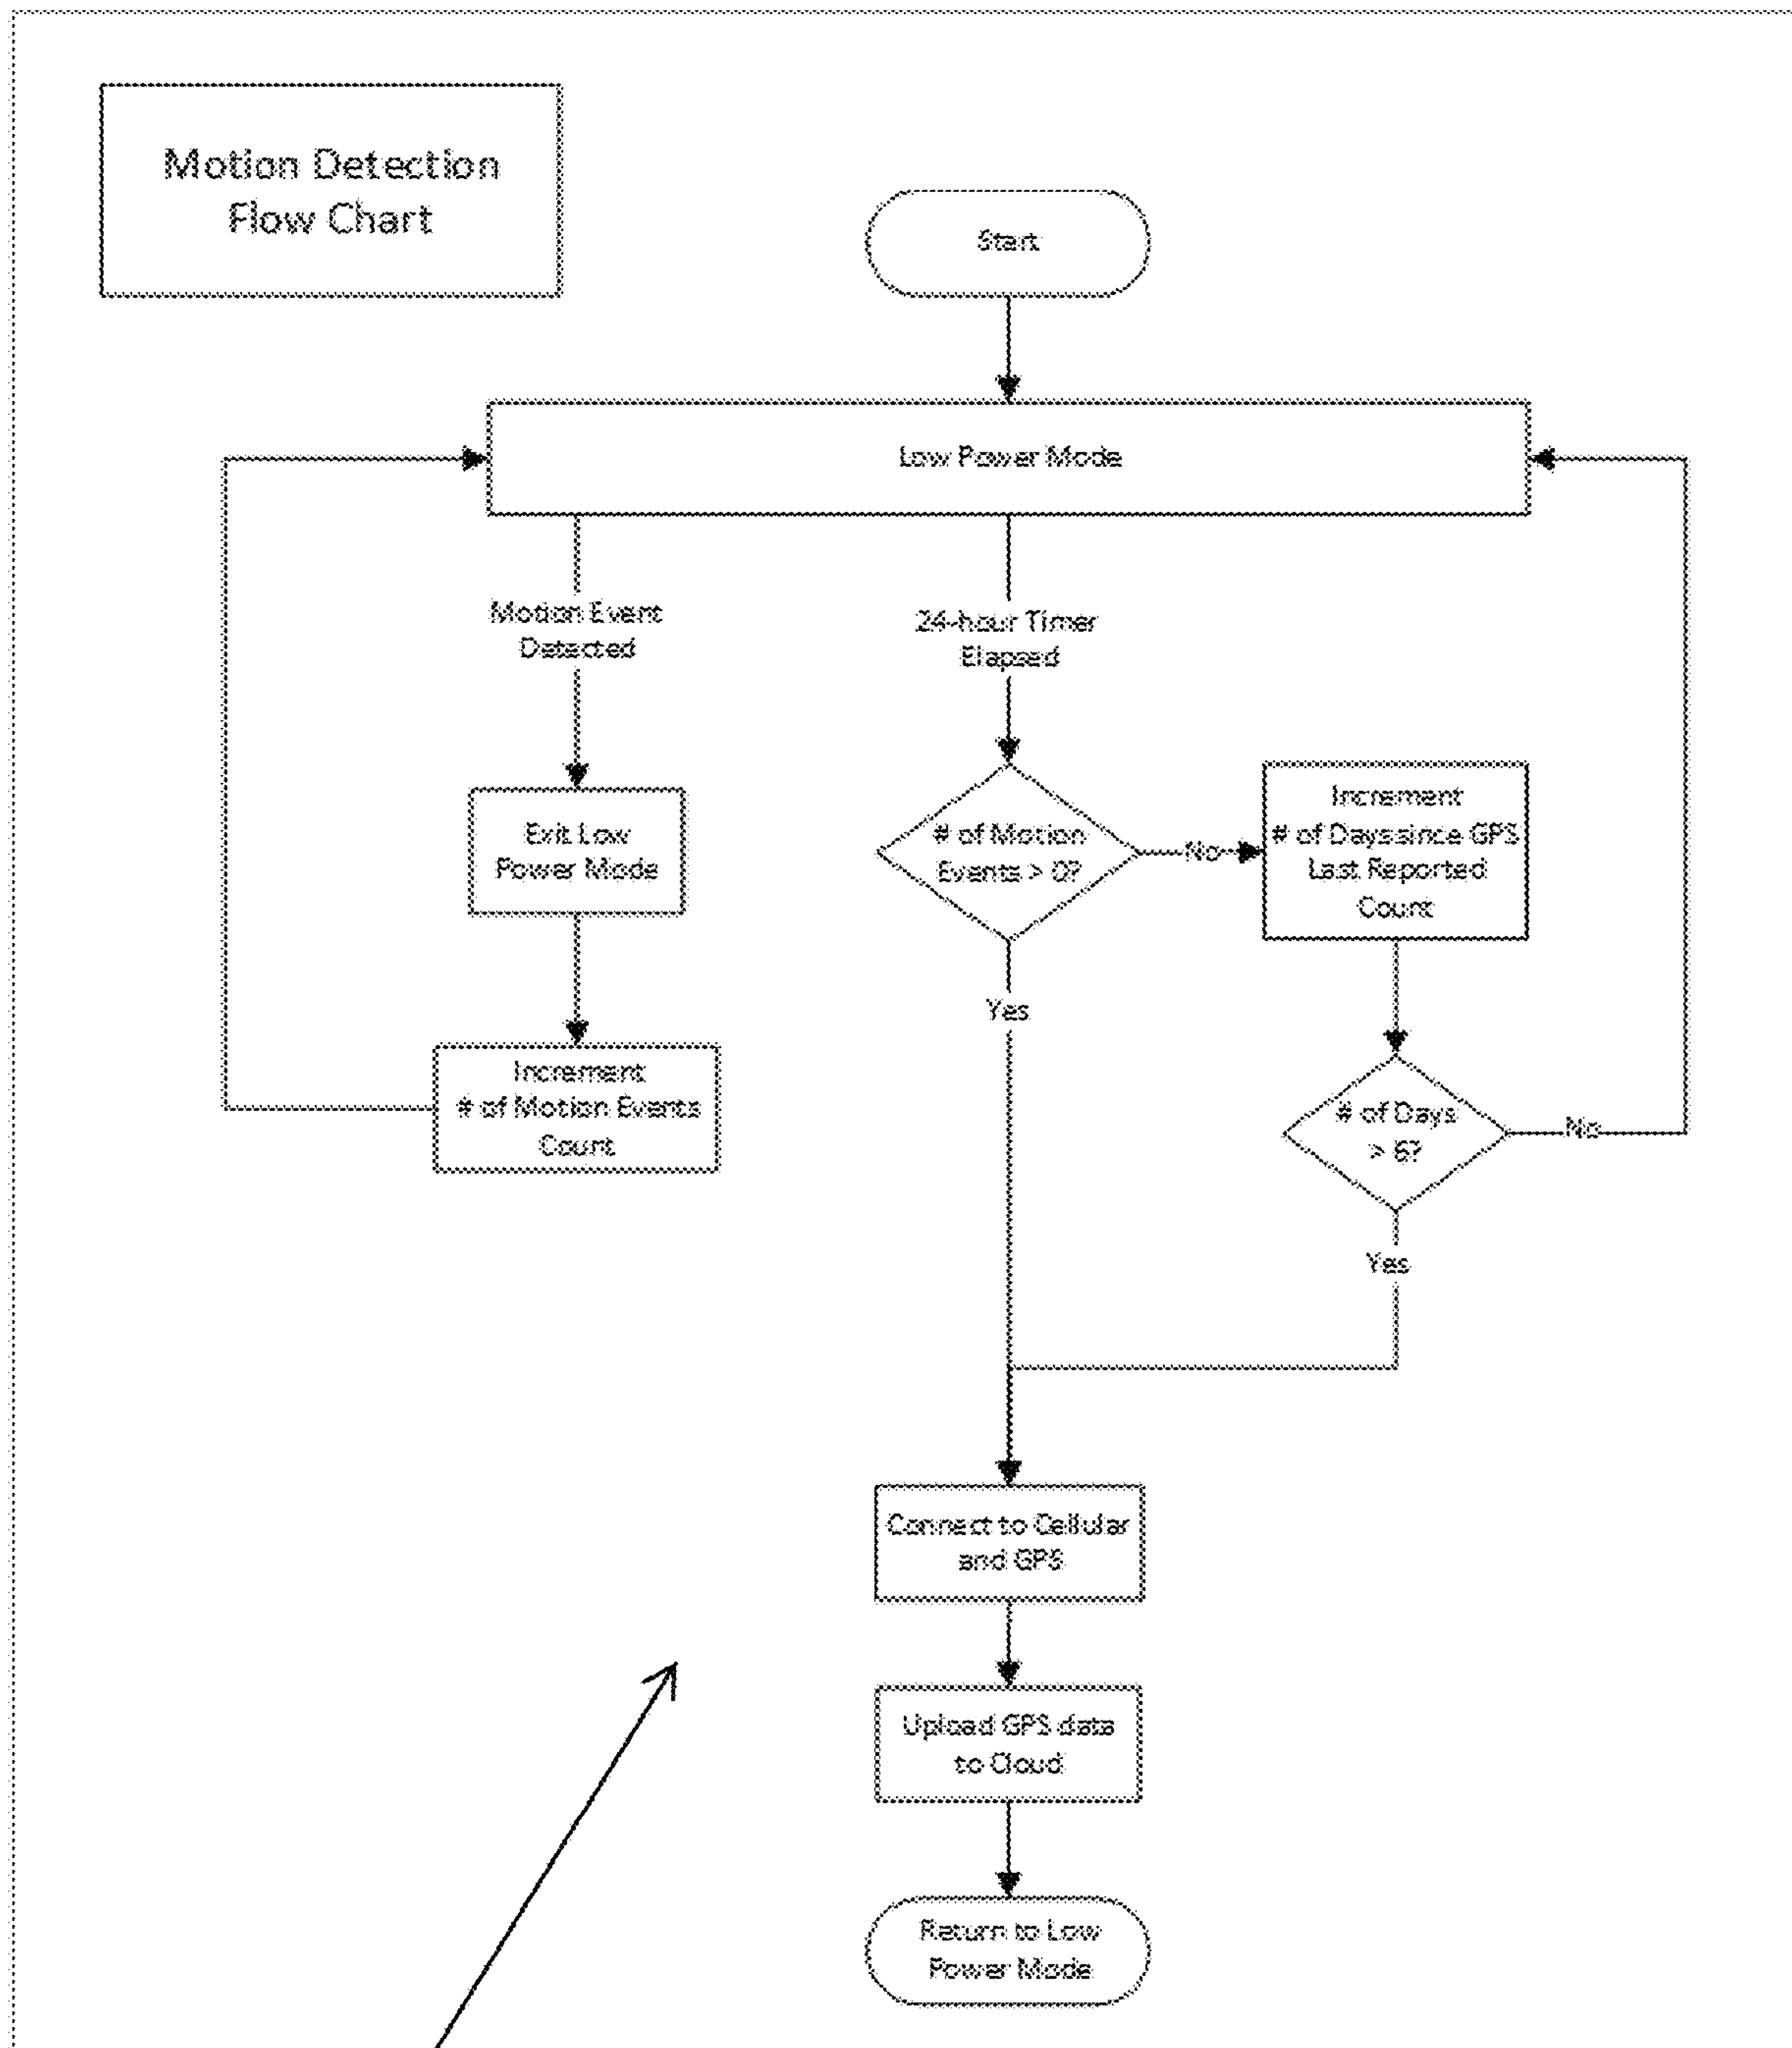 Motion Detection
Flow Chart
Start
Low Power Mode
Motion Event
Detected
24-hour Timer
Elapsed
Exit Low
Power Mode
# of Motion
Events > 0?
No
Increment
# of Days since GPS
Last Reported
Count
Yes
Increment
# of Motion Events
Count
# of Days
> 6?
No
Yes
Connect to Cellular
and GPS
Upload GPS data
to Cloud
Return to Low
Power Mode